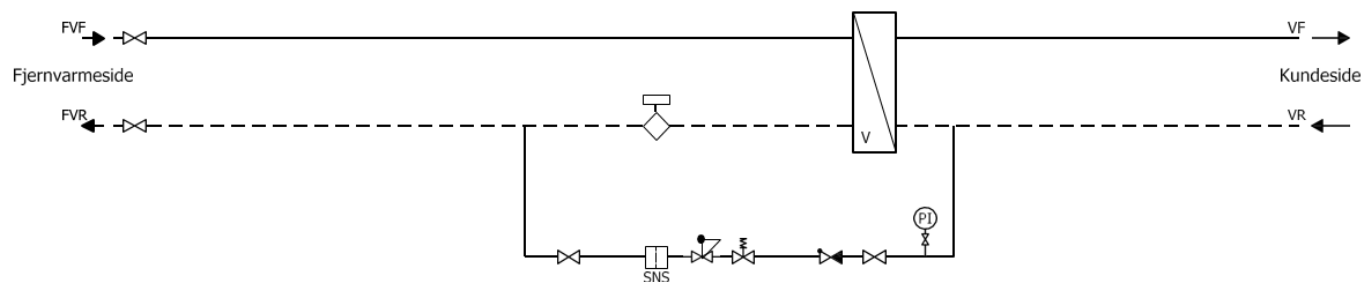 FVF
VF
Fjernvarmeside
Kundeside
FVR
VR
V
PI
SNS